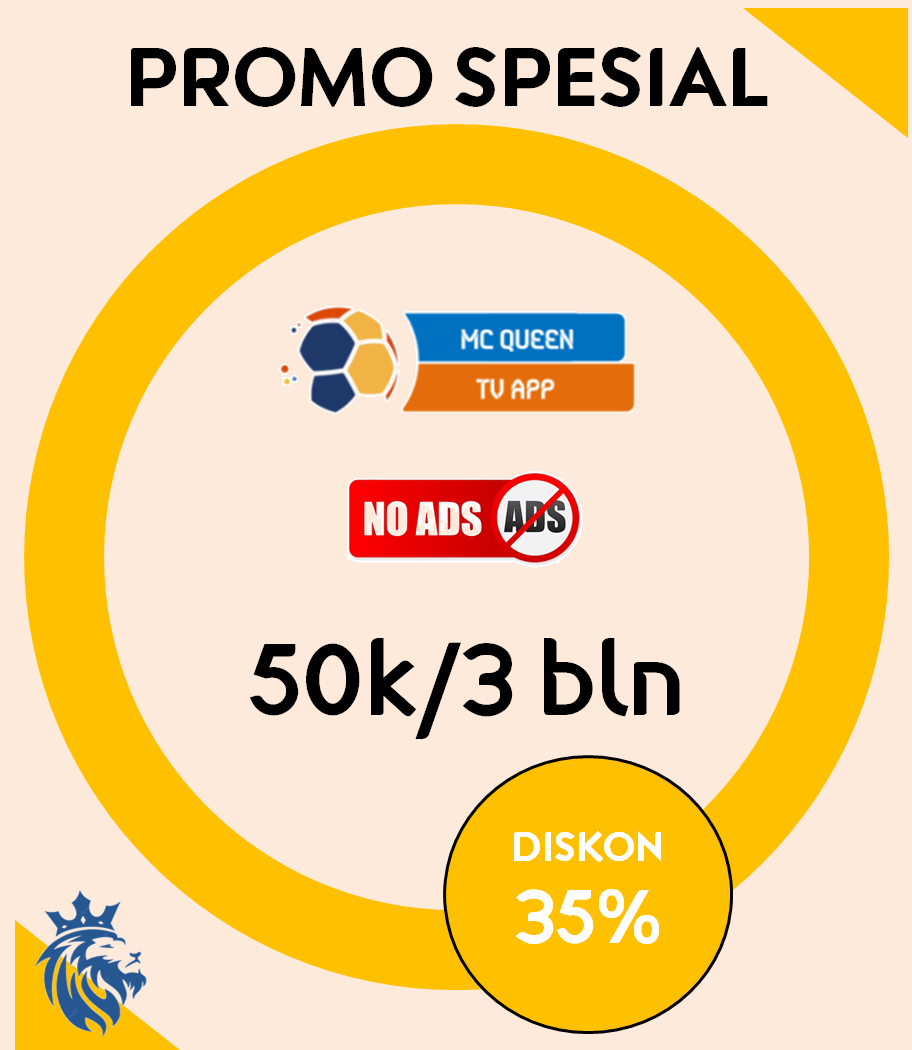 PROMO SPESIAL
MC QUEEN
TV APP
NO ADS ADS
50k/3 bln
DISKON
35%